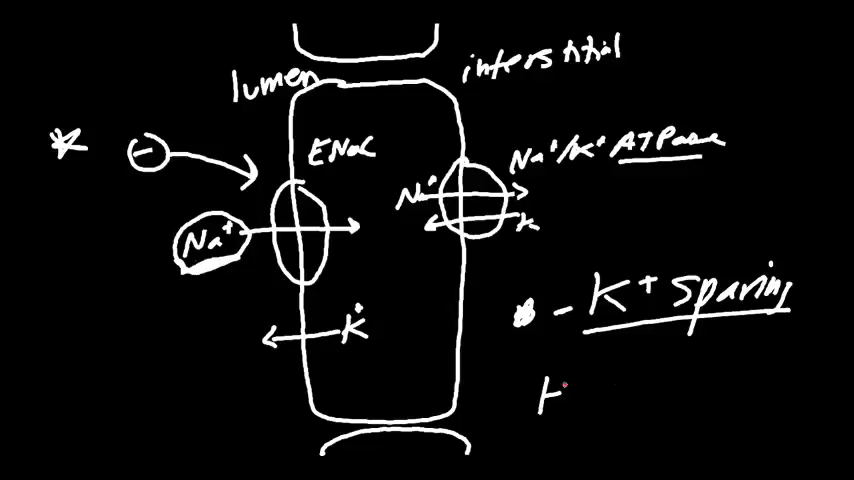 lumen
interstitial
ENaC
Na+/K+ ATPase
Na+
K
Na+
K+
- K+ sparing